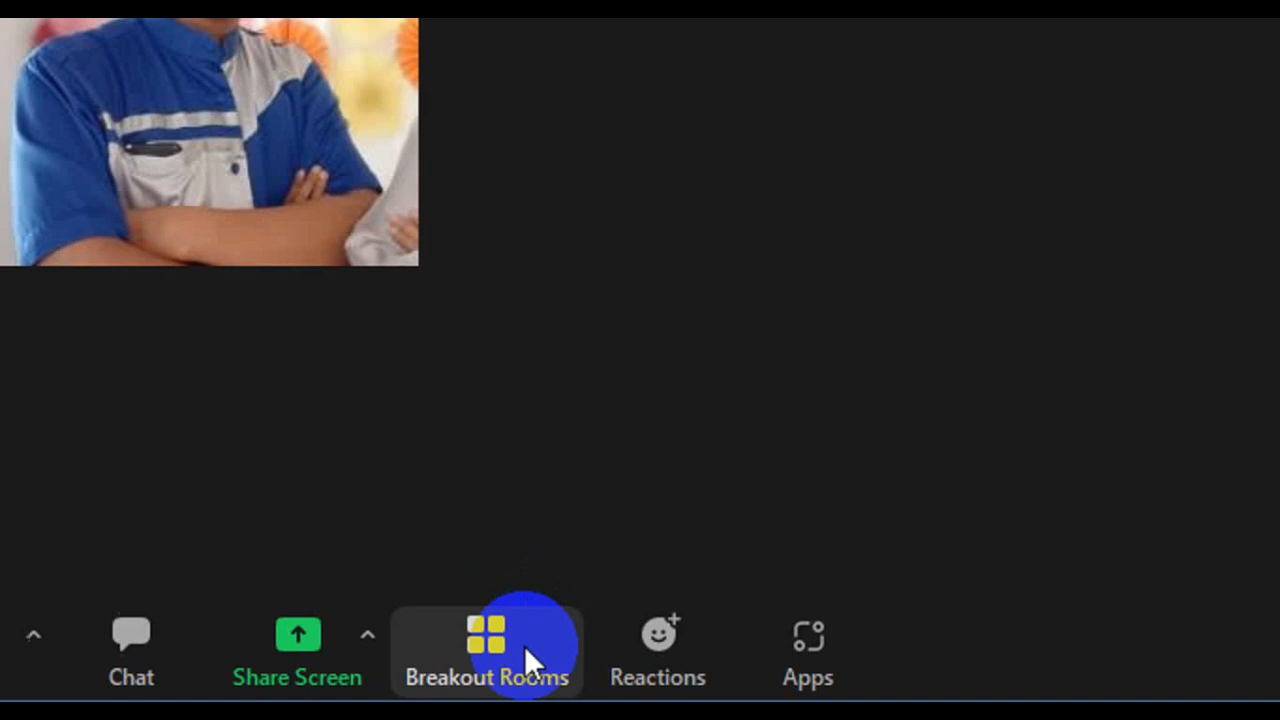 Chat
Share Screen
Breakout Rooms
Reactions
Apps